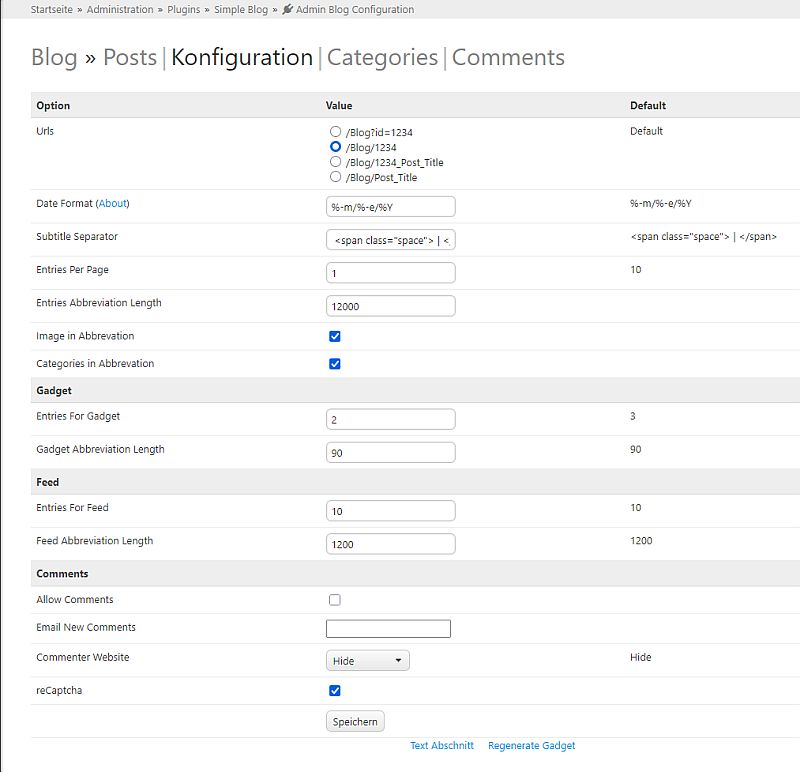 Startseite » Administration » Plugins » Simple Blog » Admin Blog Configuration
Blog » Posts | Konfiguration | Categories | Comments
Option Value Default
Urls /Blog?id=1234 Default
/Blog/1234
/Blog/1234_Post_Title
/Blog/Post_Title
Date Format (About) %-m/%-e/%Y %-m/%-e/%Y
Subtitle Separator <span class="space"> | <, <span class="space"> | </span>
Entries Per Page 1 10
Entries Abbreviation Length 12000
Image in Abbrevation
Categories in Abbrevation
Gadget
Entries For Gadget 2 3
Gadget Abbreviation Length 90 90
Feed
Entries For Feed 10 10
Feed Abbreviation Length 1200 1200
Comments
Allow Comments
Email New Comments
Commenter Website Hide Hide
reCaptcha
Speichern
Text Abschnitt Regenerate Gadget